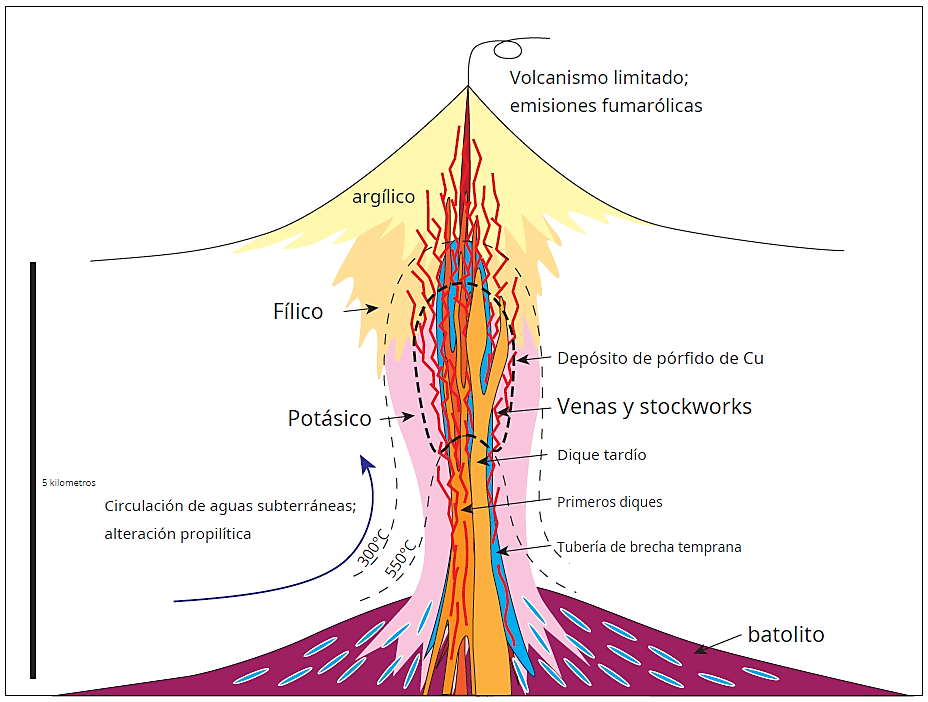 Volcanismo limitado;
emisiones fumarólicas
argílico
Fílico
Depósito de pórfido de Cu
Venas y stockworks
Potásico
Dique tardío
5 kilometros
Circulación de aguas subterráneas;
alteración propilítica
Primeros diques
Tubería de brecha temprana
300°C
550°C
batolito